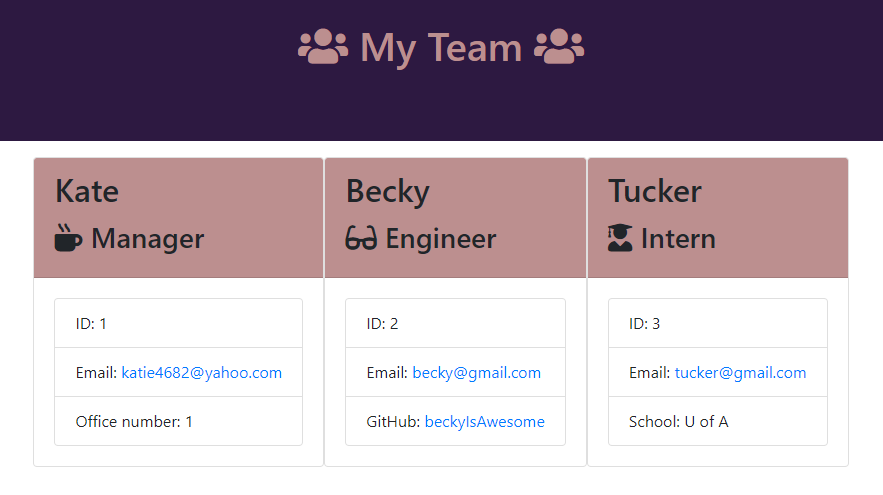 My Team
Kate
Manager
ID: 1
Email: katie4682@yahoo.com
Office number: 1
Becky
Engineer
ID: 2
Email: becky@gmail.com
GitHub: beckyIsAwesome
Tucker
Intern
ID: 3
Email: tucker@gmail.com
School: U of A